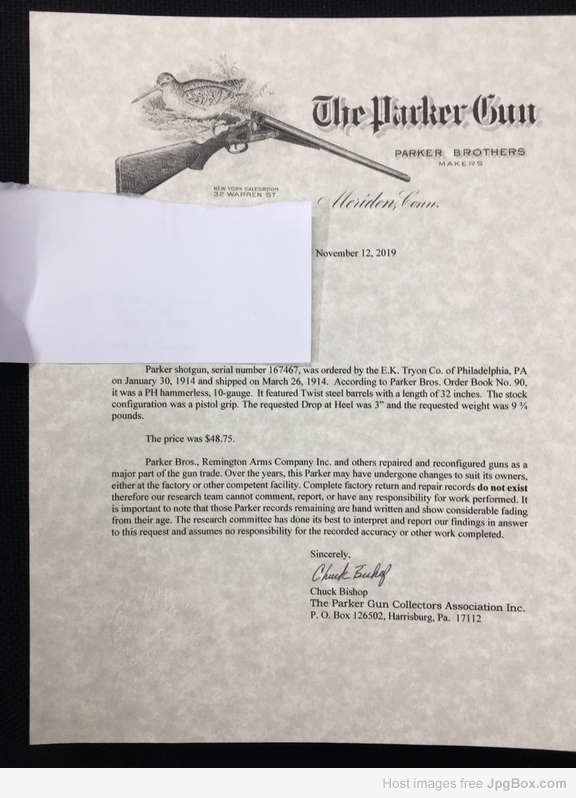 The Parker Gun
PARKER BROTHERS
MAKERS
NEW YORK SALESROOM
32 WARREN ST.
Meriden, Conn.
November 12, 2019
Parker shotgun, serial number 167467, was ordered by the E.K. Tryon Co. of Philadelphia, PA
on January 30, 1914 and shipped on March 26, 1914. According to Parker Bros. Order Book No. 90,
it was a PH hammerless, 10-gauge. It featured Twist steel barrels with a length of 32 inches. The stock
configuration was a pistol grip. The requested Drop at Heel was 3” and the requested weight was 9 ¾
pounds.
The price was $48.75.
Parker Bros., Remington Arms Company Inc. and others repaired and reconfigured guns as a
major part of the gun trade. Over the years, this Parker may have undergone changes to suit its owners,
either at the factory or other competent facility. Complete factory return and repair records do not exist
therefore our research team cannot comment, report, or have any responsibility for work performed. It
is important to note that those Parker records remaining are hand written and show considerable fading
from their age. The research committee has done its best to interpret and report our findings in answer
to this request and assumes no responsibility for the recorded accuracy or other work completed.
Sincerely,
Chuck Bishop
Chuck Bishop
The Parker Gun Collectors Association Inc.
P. O. Box 126502, Harrisburg, Pa. 17112
Host images free JpgBox.com